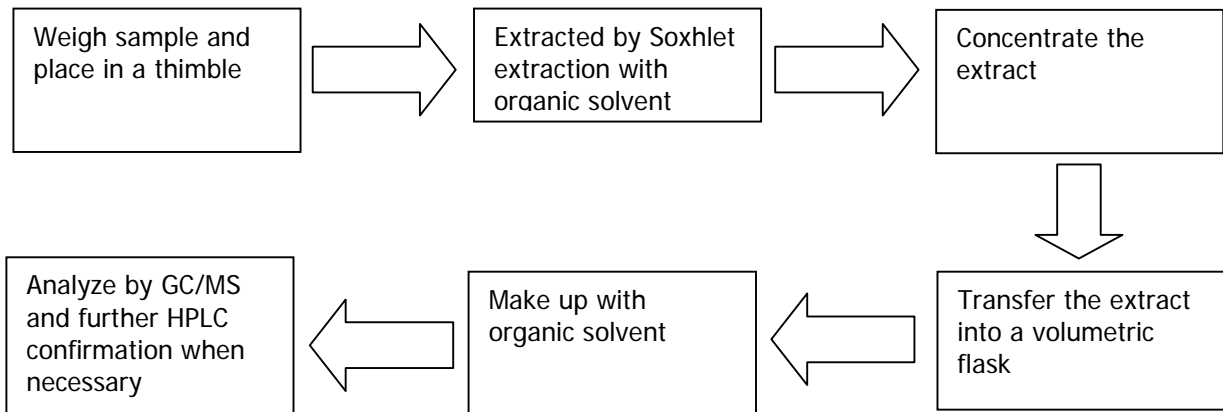 Weigh sample and
place in a thimble
Extracted by Soxhlet
extraction with
organic solvent
Concentrate the
extract
Transfer the extract
into a volumetric
flask
Make up with
organic solvent
Analyze by GC/MS
and further HPLC
confirmation when
necessary